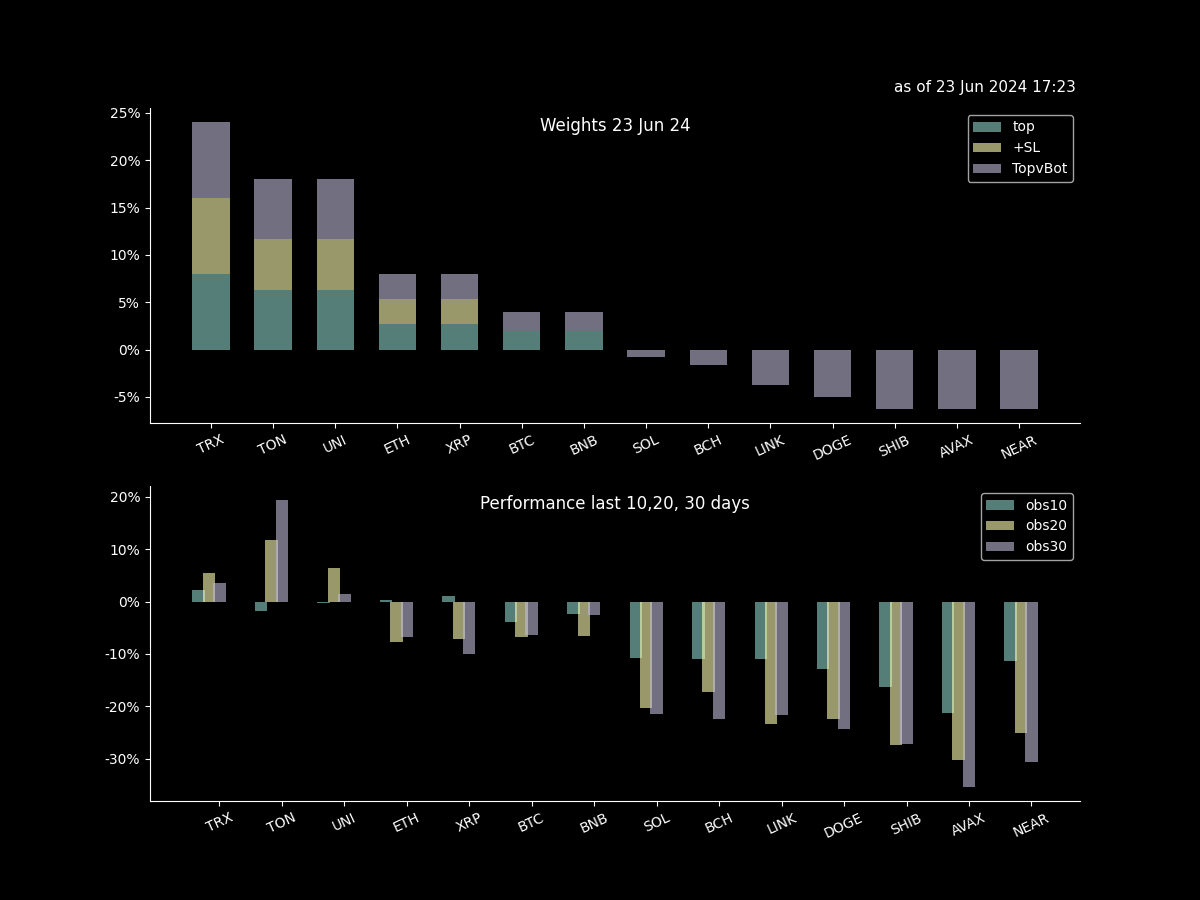 as of 23 Jun 2024 17:23
Weights 23 Jun 24
top
+SL
TopvBot
25%
20%
15%
10%
5%
0%
-5%
TRX TON UNI ETH XRP BTC BNB SOL BCH LINK DOGE SHIB AVAX NEAR
Performance last 10,20, 30 days
obs10
obs20
obs30
20%
10%
0%
-10%
-20%
-30%
TRX TON UNI ETH XRP BTC BNB SOL BCH LINK DOGE SHIB AVAX NEAR